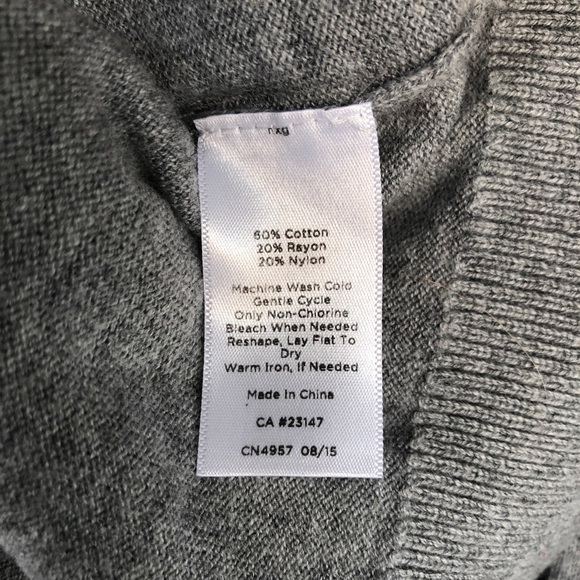 60% Cotton
20% Rayon
20% Nylon
Machine Wash Cold
Gentle Cycle
Only Non-Chlorine
Bleach When Needed
Reshape, Lay Flat To
Dry
Warm Iron, If Needed
Made In China
CA #23147
CN4957 08/15